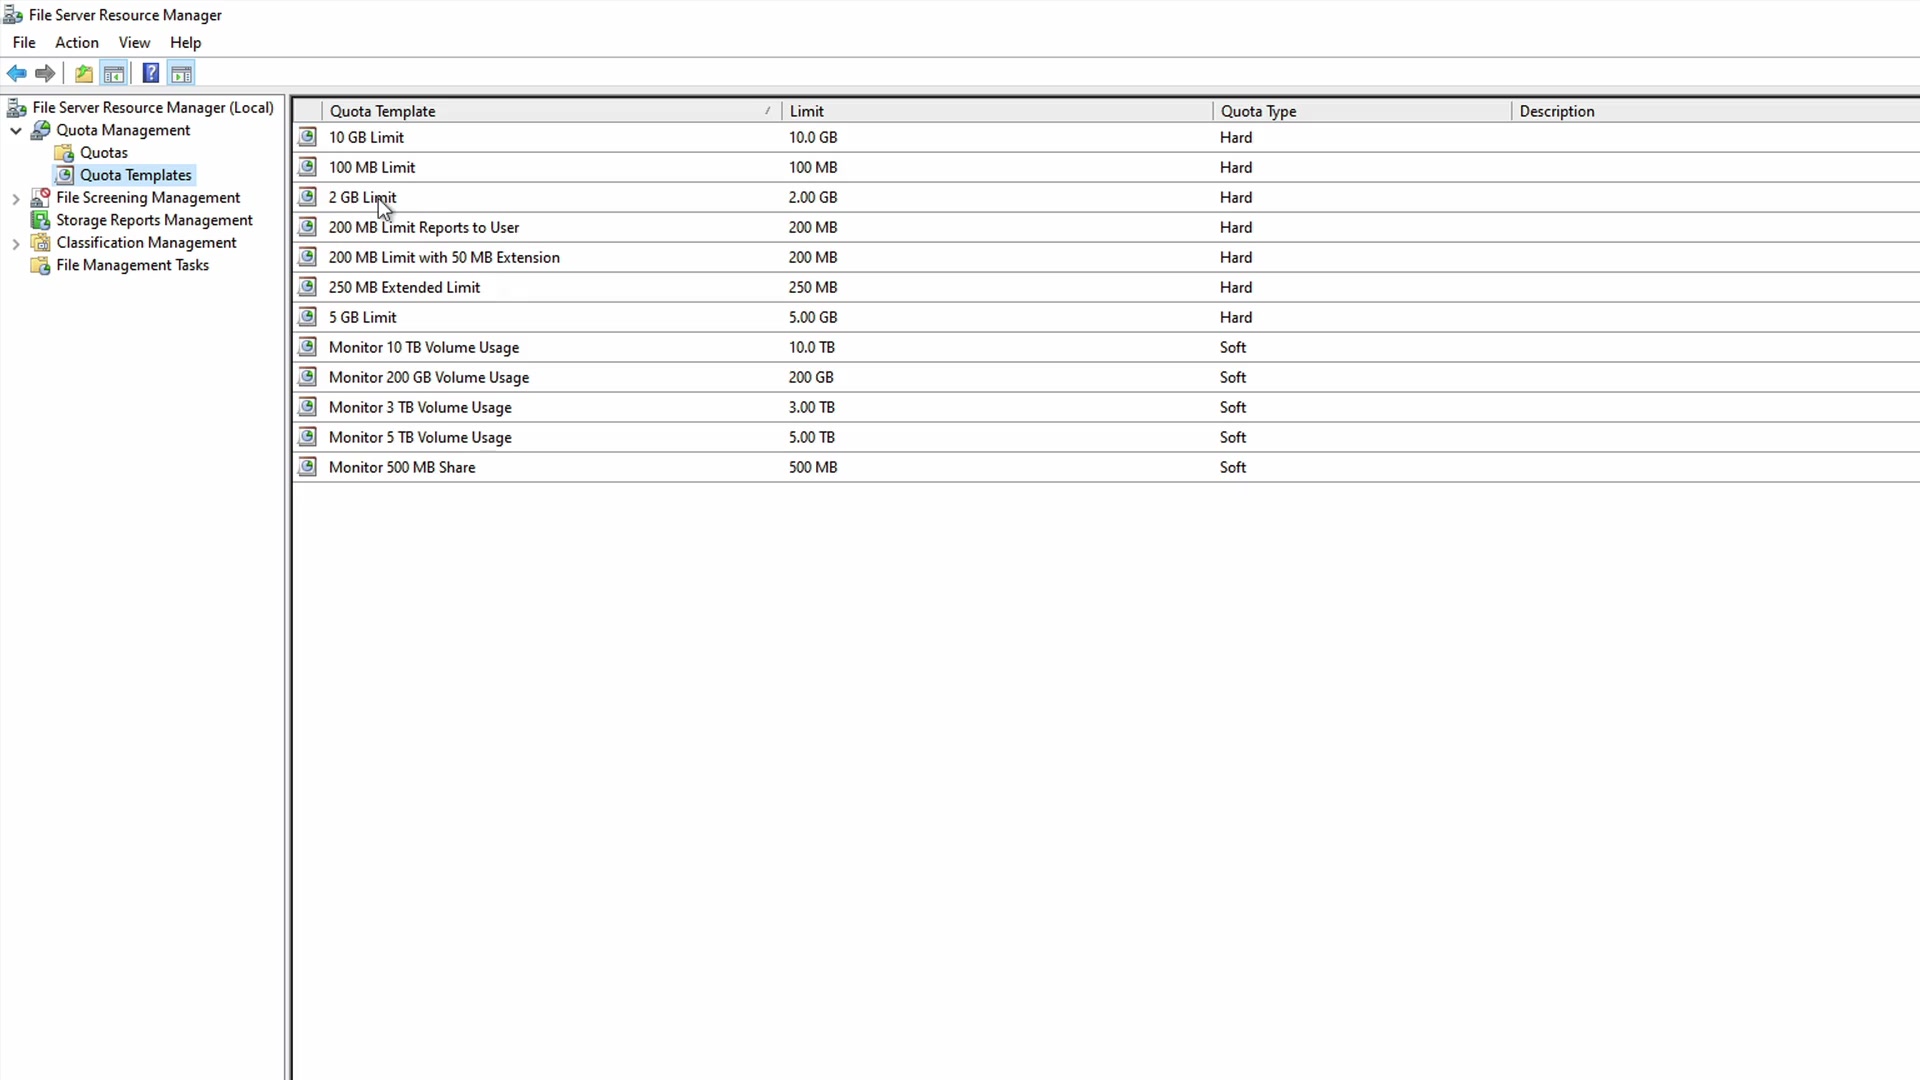 File Server Resource Manager
File Action View Help
File Server Resource Manager (Local)
Quota Management
Quotas
Quota Templates
File Screening Management
Storage Reports Management
Classification Management
File Management Tasks
Quota Template Limit Quota Type Description
10 GB Limit 10.0 GB Hard
100 MB Limit 100 MB Hard
2 GB Limit 2.00 GB Hard
200 MB Limit Reports to User 200 MB Hard
200 MB Limit with 50 MB Extension 200 MB Hard
250 MB Extended Limit 250 MB Hard
5 GB Limit 5.00 GB Hard
Monitor 10 TB Volume Usage 10.0 TB Soft
Monitor 200 GB Volume Usage 200 GB Soft
Monitor 3 TB Volume Usage 3.00 TB Soft
Monitor 5 TB Volume Usage 5.00 TB Soft
Monitor 500 MB Share 500 MB Soft